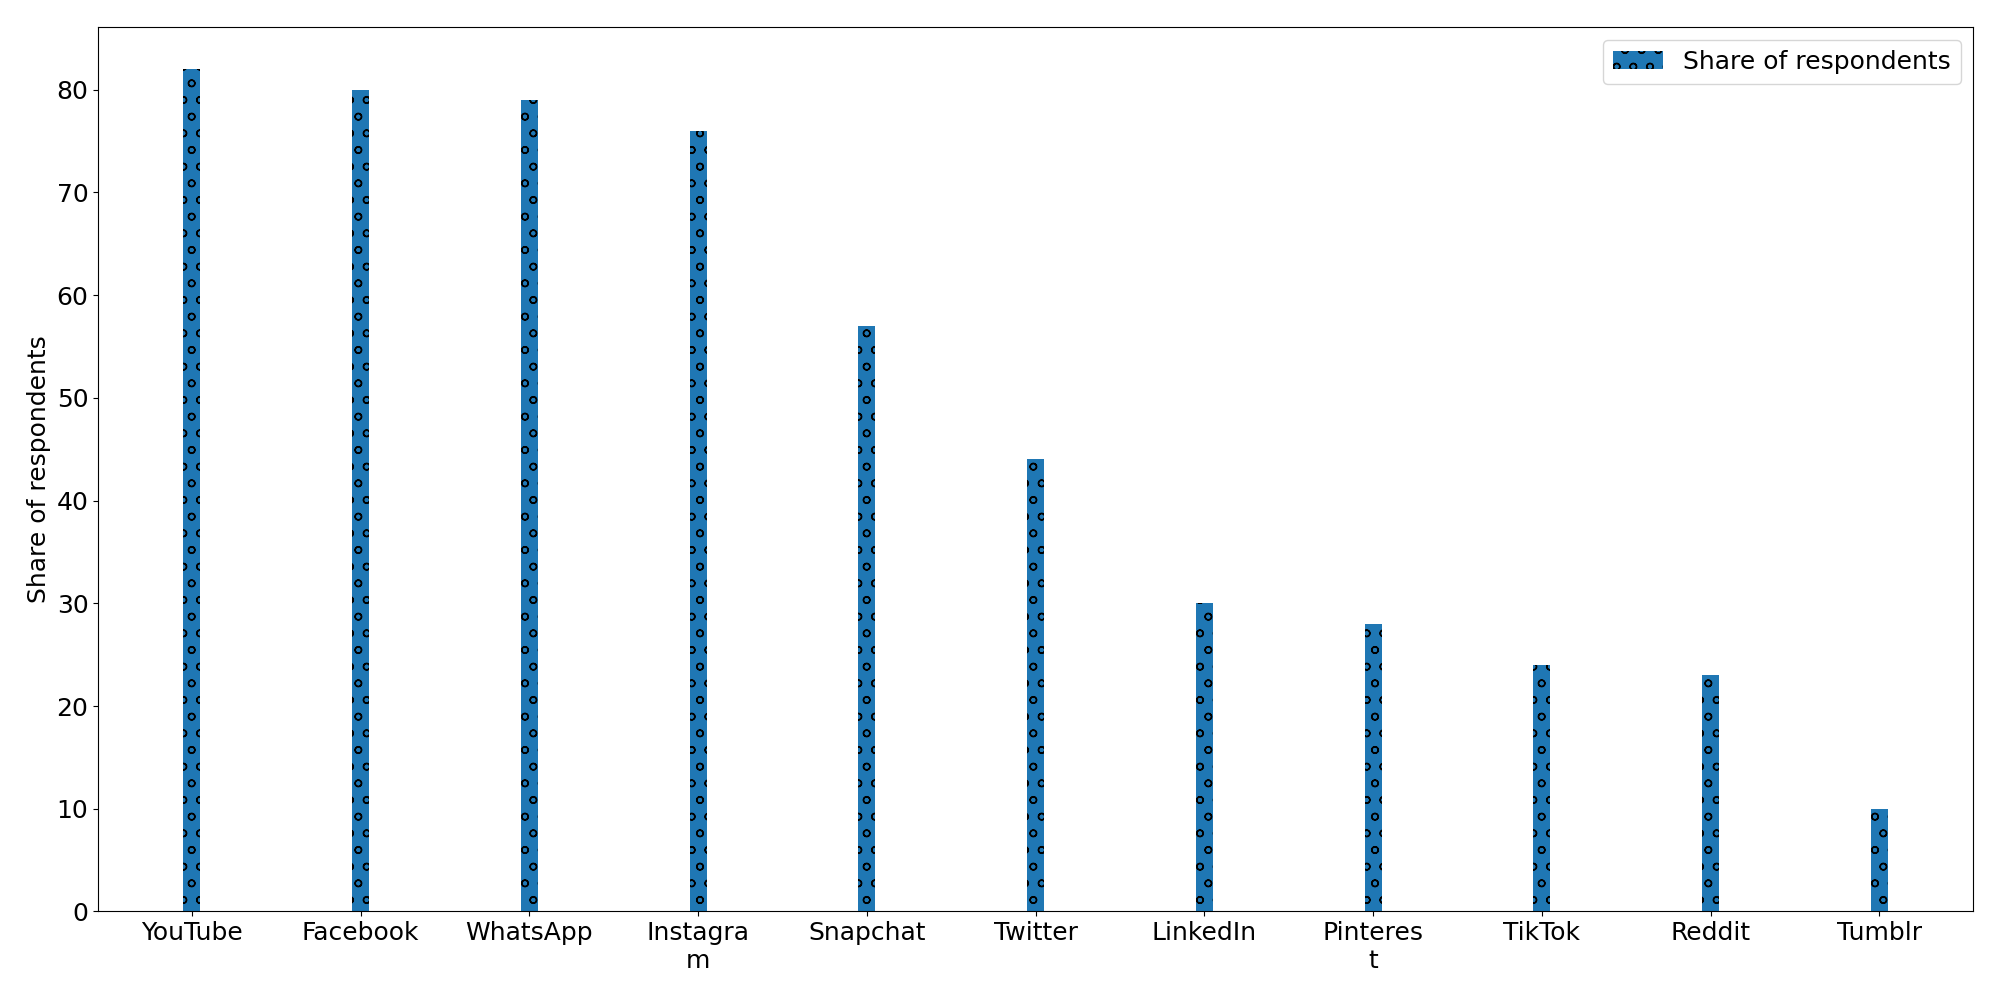 Share of respondents
80
70
60
50
40
30
20
10
0
Share of respondents
YouTube
Facebook
WhatsApp
Instagra
m
Snapchat
Twitter
LinkedIn
Pinteres
t
TikTok
Reddit
Tumblr